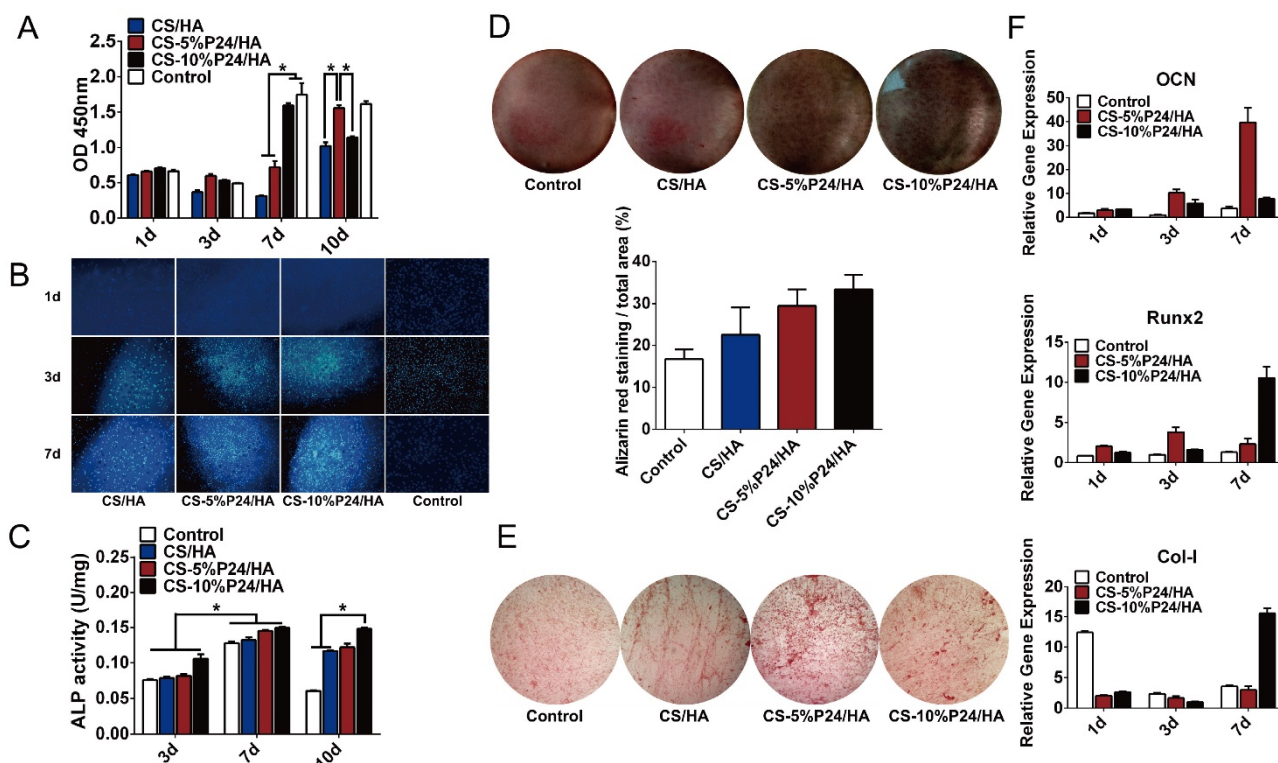 A
CS/HA
CS-5%P24/HA
CS-10%P24/HA
Control
OD 450nm
2.5
2.0
1.5
1.0
0.5
0.0
*
* *
1d 3d 7d 10d
B
1d
3d
7d
CS/HA CS-5%P24/HA CS-10%P24/HA Control
C
Control
CS/HA
CS-5%P24/HA
CS-10%P24/HA
ALP activity (U/mg)
0.25
0.20
0.15
0.10
0.05
0.00
*
*
3d 7d 10d
D
Control CS/HA CS-5%P24/HA CS-10%P24/HA
Alizarin red staining / total area (%)
40
30
20
10
0
Control CS/HA CS-5%P24/HA CS-10%P24/HA
E
Control CS/HA CS-5%P24/HA CS-10%P24/HA
F
OCN
Control
CS-5%P24/HA
CS-10%P24/HA
Relative Gene Expression
50
40
30
20
10
0
1d 3d 7d
Runx2
Control
CS-5%P24/HA
CS-10%P24/HA
Relative Gene Expression
15
10
5
0
1d 3d 7d
Col-I
Control
CS-5%P24/HA
CS-10%P24/HA
Relative Gene Expression
20
15
10
5
0
1d 3d 7d